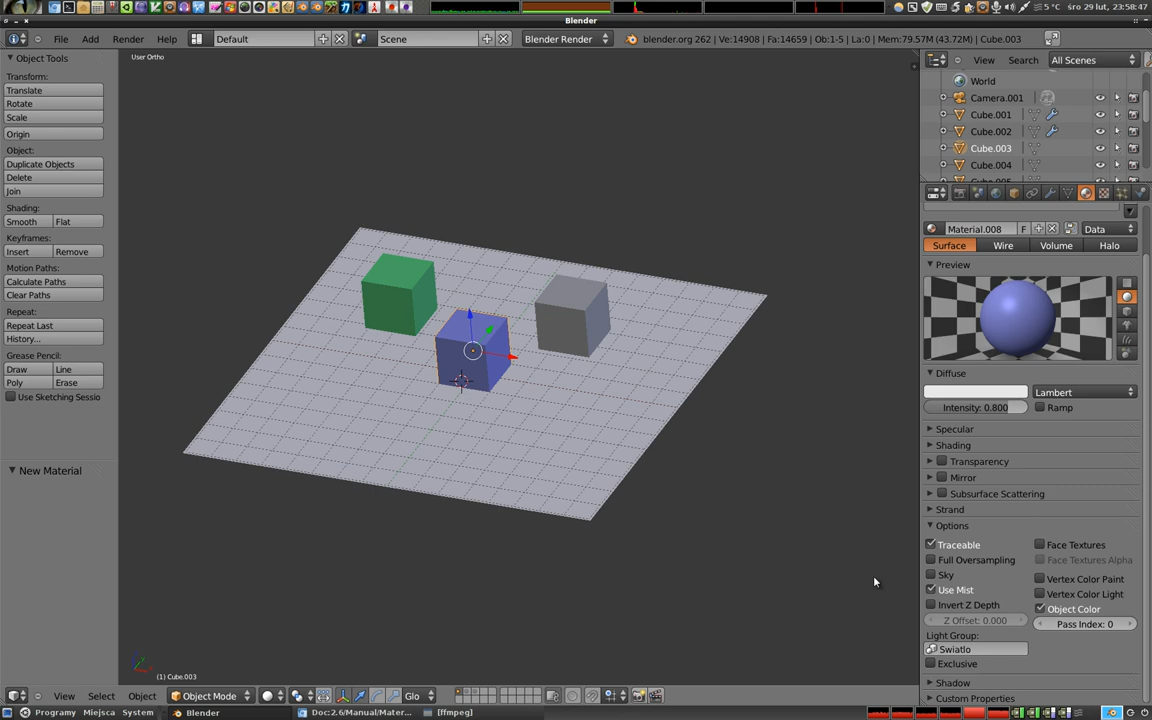 5 °C śro 29 lut, 23:58:47
Blender
File Add Render Help Default Scene Blender Render blender.org 262 | Ve:14908 | Fa:14659 | Ob:1-5 | La:0 | Mem:79.57M (43.72M) | Cube.003
Object Tools
Transform:
Translate
Rotate
Scale
Origin
Object:
Duplicate Objects
Delete
Join
Shading:
Smooth Flat
Keyframes:
Insert Remove
Motion Paths:
Calculate Paths
Clear Paths
Repeat:
Repeat Last
History...
Grease Pencil:
Draw Line
Poly Erase
Use Sketching Sessio
New Material
User Ortho
(1) Cube.003
View Select Object Object Mode Glo
View Search All Scenes
World
Camera.001
Cube.001
Cube.002
Cube.003
Cube.004
Material.008 F Data
Surface Wire Volume Halo
Preview
Diffuse
Lambert
Intensity: 0.800 Ramp
Specular
Shading
Transparency
Mirror
Subsurface Scattering
Strand
Options
Traceable Face Textures
Full Oversampling Face Textures Alpha
Sky Vertex Color Paint
Use Mist Vertex Color Light
Invert Z Depth Object Color
Z Offset: 0.000 Pass Index: 0
Light Group:
Swiatlo
Exclusive
Shadow
Custom Properties
Programy Miejsca System Blender Doc:2.6/Manual/Mater... [ffmpeg]